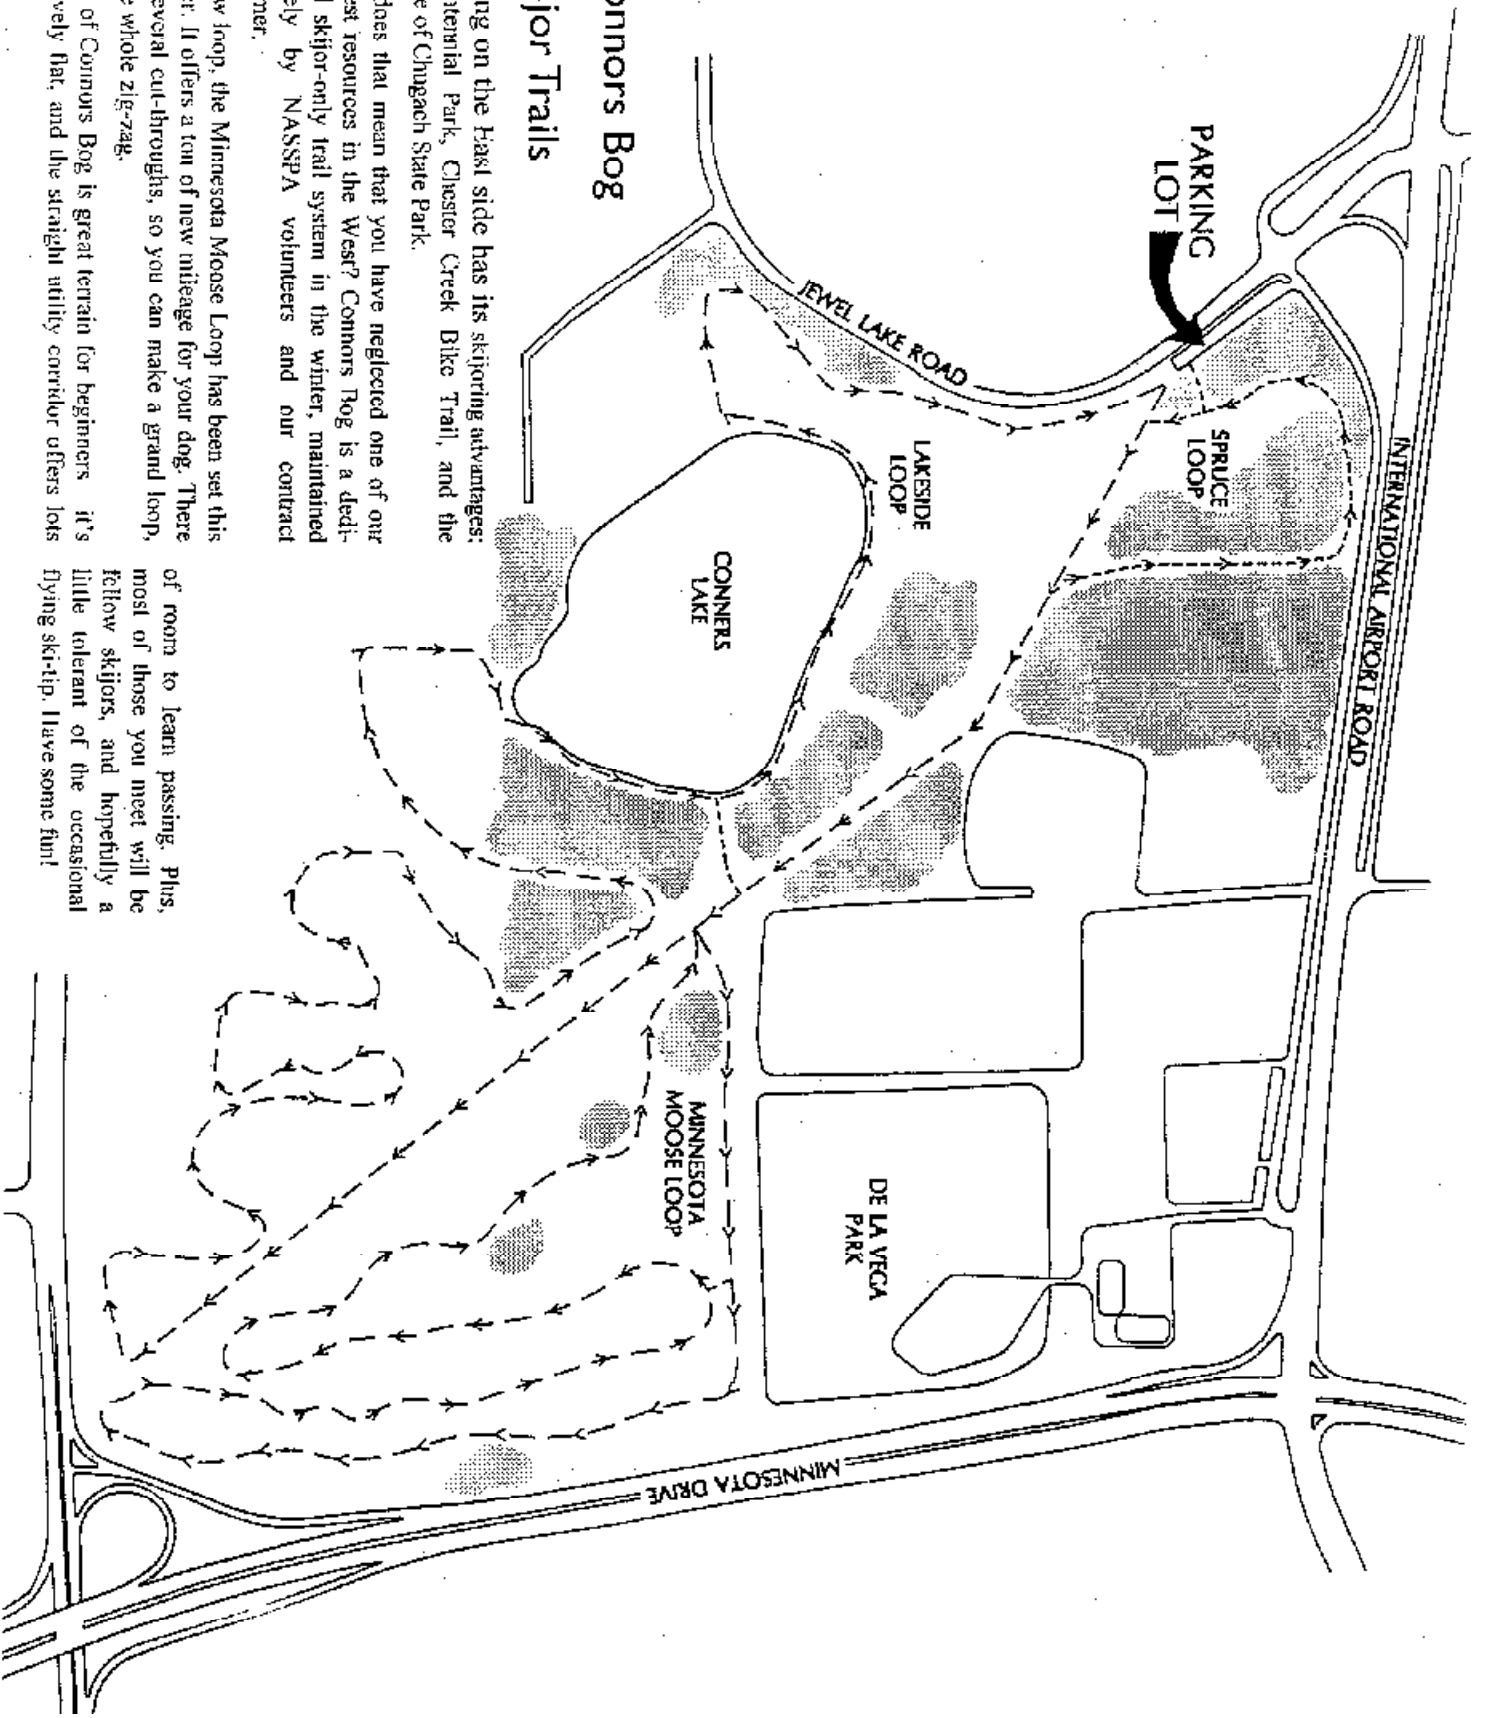 onnors Bog
jor Trails
ng on the East side has its skijoring advantages:
ntennial Park, Chester Creek Bike Trail, and the
e of Chugach State Park.
does that mean that you have neglected one of our
est resources in the West? Connors Bog is a dedi-
skijor-only trail system in the winter, maintained
ely by NASSPA volunteers and our contract
mer.
w loop, the Minnesota Moose Loop has been set this
er. It offers a ton of new mileage for your dog. There
everal cut-throughs, so you can make a grand loop,
e whole zig-zag.
of Connors Bog is great terrain for beginners it's
vely flat, and the straight utility corridor offers lots
of room to learn passing. Plus,
most of those you meet will be
fellow skijors, and hopefully a
little tolerant of the occasional
flying ski-tip. Have some fun!
PARKING
LOT
JEWEL LAKE ROAD
INTERNATIONAL AIRPORT ROAD
SPRUCE
LOOP
LAKESIDE
LOOP
CONNERS
LAKE
MINNESOTA
MOOSE LOOP
DE LA VEGA
PARK
MINNESOTA DRIVE